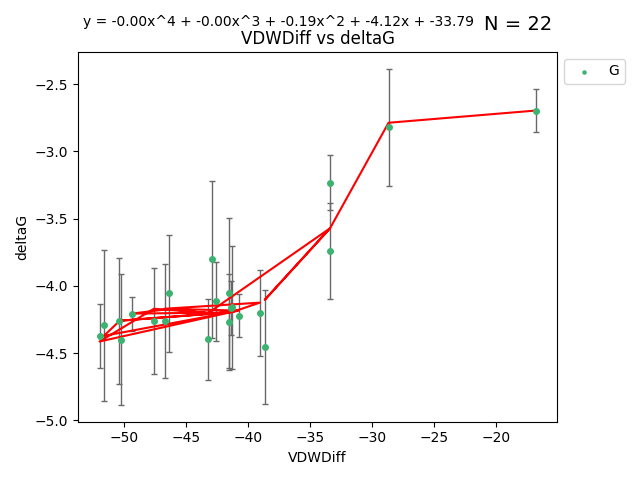 y = -0.00x^4 + -0.00x^3 + -0.19x^2 + -4.12x + -33.79 N = 22
VDWDiff vs deltaG
G
−2.5
−3.0
−3.5
−4.0
−4.5
−5.0
deltaG
−50 −45 −40 −35 −30 −25 −20
VDWDiff